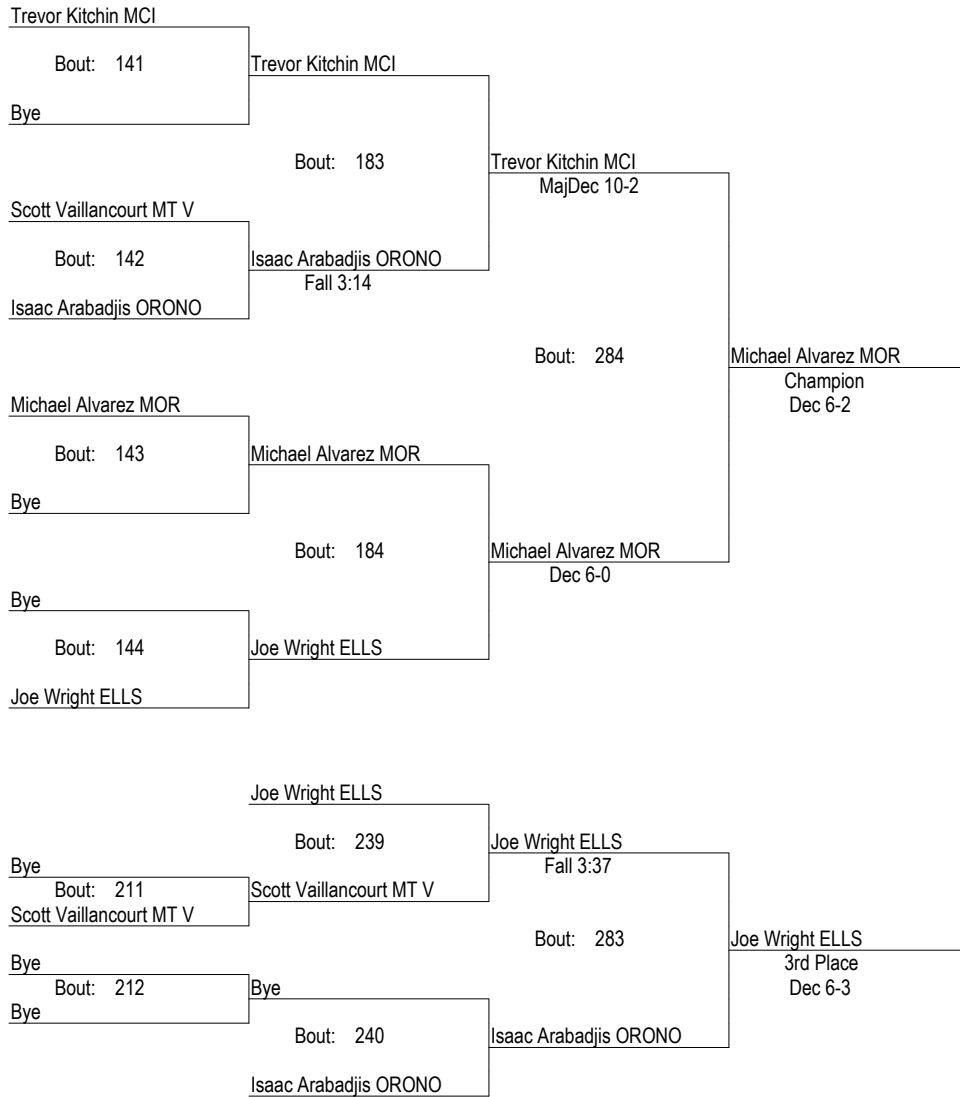 Trevor Kitchin MCI
Bout: 141
Trevor Kitchin MCI
Bye
Bout: 183
Trevor Kitchin MCI
MajDec 10-2
Scott Vaillancourt MT V
Bout: 142
Isaac Arabadjis ORONO
Fall 3:14
Isaac Arabadjis ORONO
Bout: 284
Michael Alvarez MOR
Champion
Dec 6-2
Michael Alvarez MOR
Bout: 143
Michael Alvarez MOR
Bye
Bout: 184
Michael Alvarez MOR
Dec 6-0
Bye
Bout: 144
Joe Wright ELLS
Joe Wright ELLS
Joe Wright ELLS
Bout: 239
Joe Wright ELLS
Fall 3:37
Bye
Bout: 211
Scott Vaillancourt MT V
Scott Vaillancourt MT V
Bout: 283
Joe Wright ELLS
3rd Place
Dec 6-3
Bye
Bout: 212
Bye
Bye
Bout: 240
Isaac Arabadjis ORONO
Isaac Arabadjis ORONO